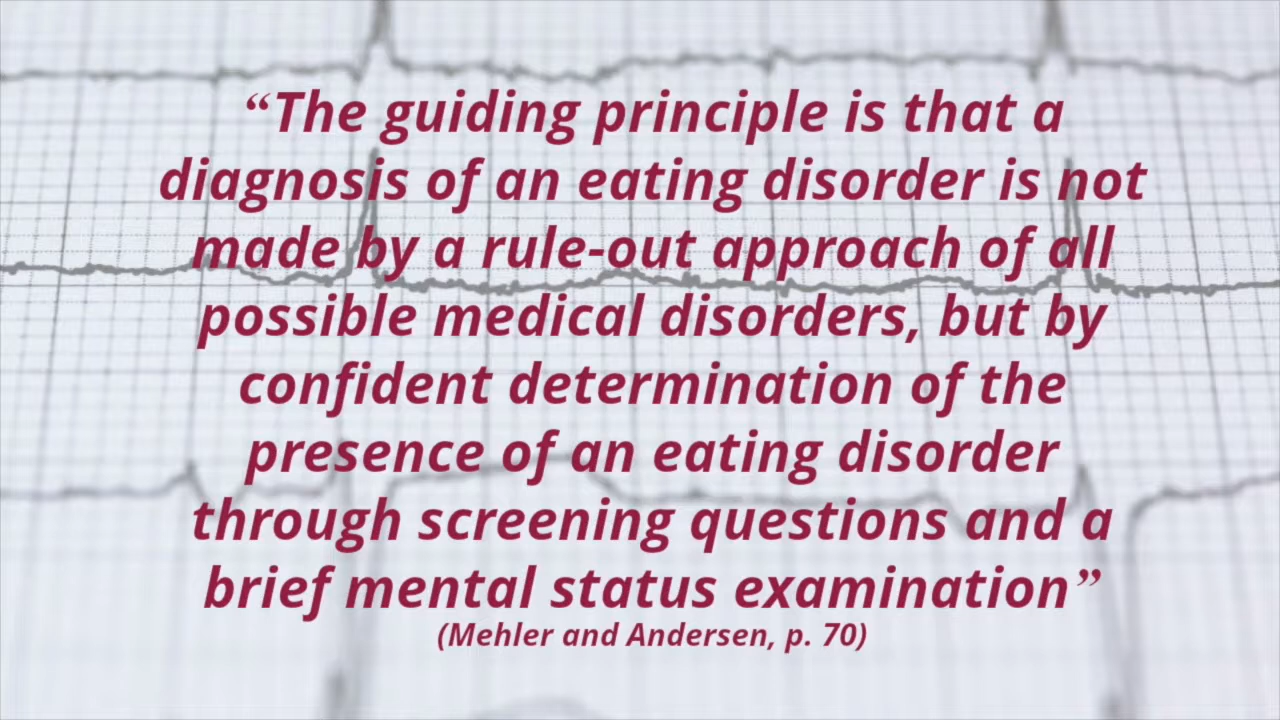 “The guiding principle is that a
diagnosis of an eating disorder is not
made by a rule-out approach of all
possible medical disorders, but by
confident determination of the
presence of an eating disorder
through screening questions and a
brief mental status examination”
(Mehler and Andersen, p. 70)